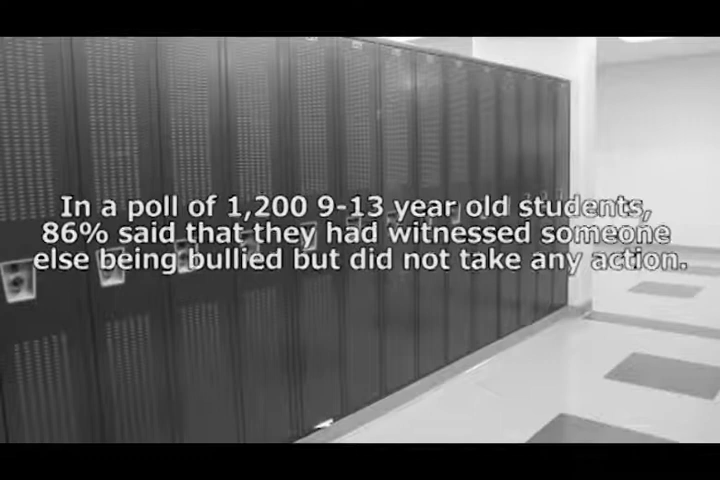 In a poll of 1,200 9-13 year old students,
86% said that they had witnessed someone
else being bullied but did not take any action.